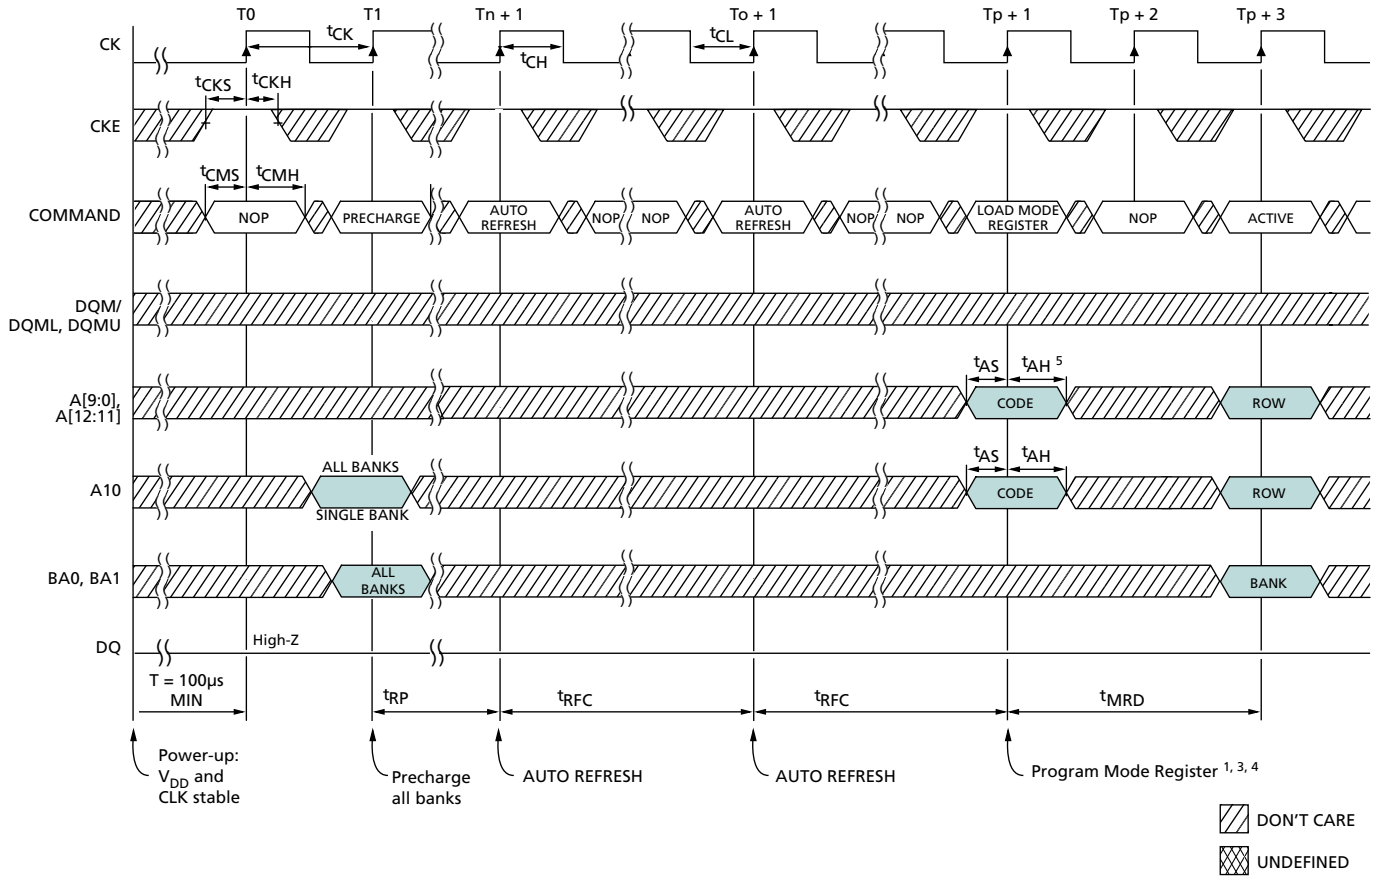 T0 T1 Tn + 1 To + 1 Tp + 1 Tp + 2 Tp + 3
CK
tCK
tCH
tCL
tCKS tCKH
CKE
tCMS tCMH
COMMAND
NOP
PRECHARGE
AUTO
REFRESH
NOP
NOP
AUTO
REFRESH
NOP
NOP
LOAD MODE
REGISTER
NOP
ACTIVE
DQM/
DQML, DQMU
tAS tAH 5
A[9:0],
A[12:11]
CODE
ROW
ALL BANKS
tAS tAH
A10
CODE
ROW
SINGLE BANK
BA0, BA1
ALL
BANKS
BANK
DQ
High-Z
T = 100µs
MIN
tRP
tRFC
tRFC
tMRD
Power-up:
VDD and
CLK stable
Precharge
all banks
AUTO REFRESH
AUTO REFRESH
Program Mode Register 1, 3, 4
DON'T CARE
UNDEFINED